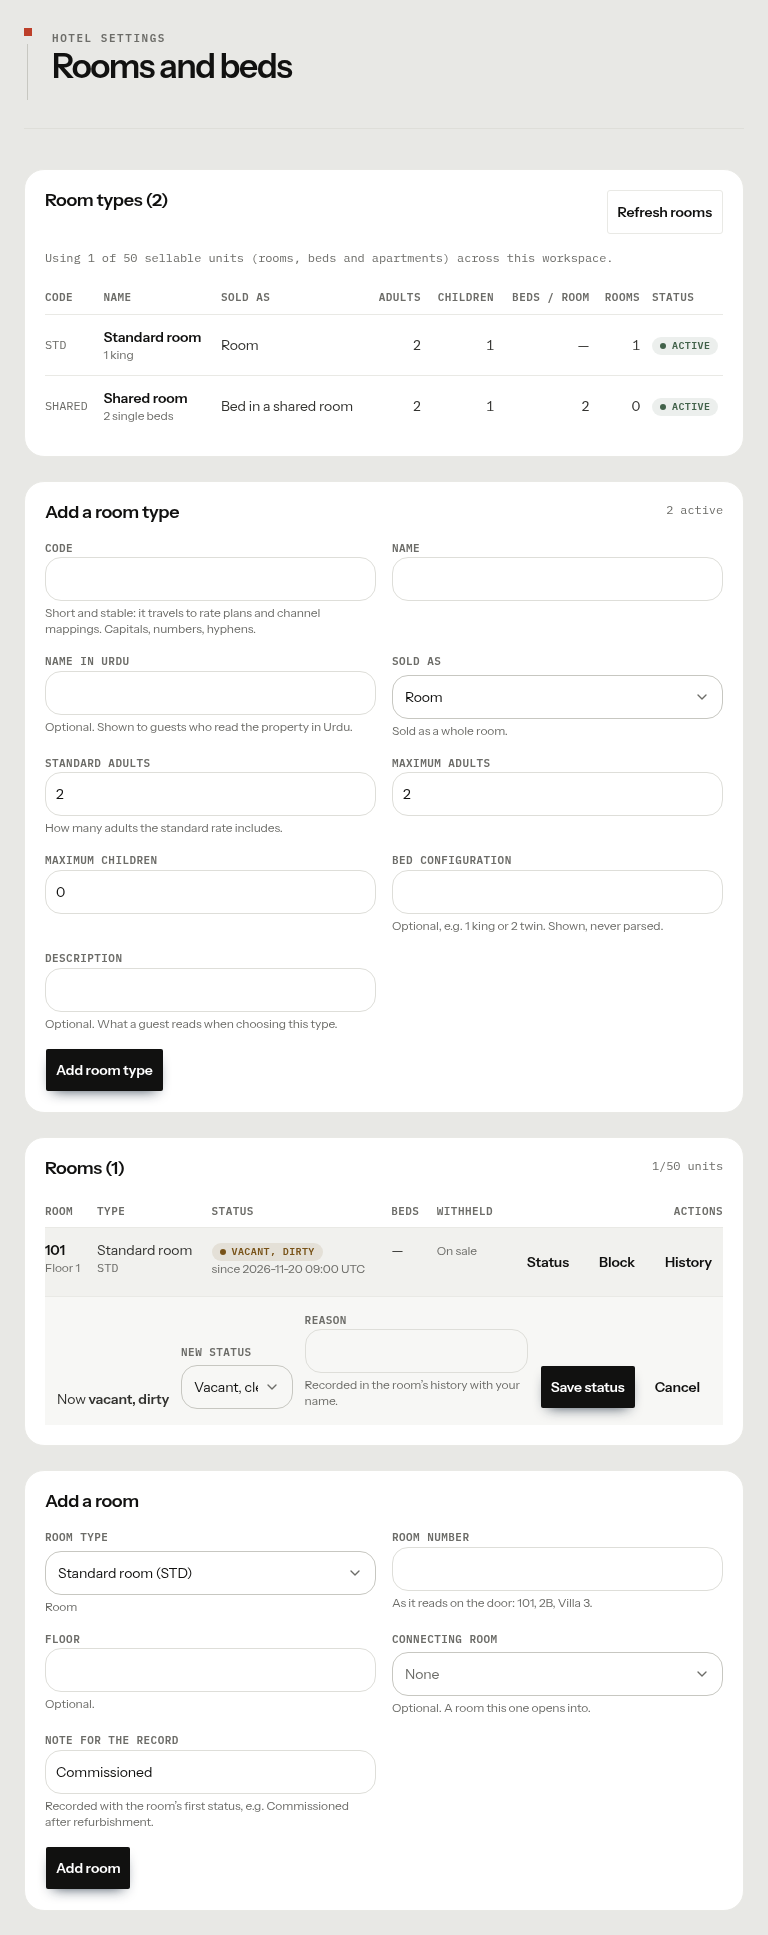 HOTEL SETTINGS
Rooms and beds
Room types (2)
Refresh rooms
Using 1 of 50 sellable units (rooms, beds and apartments) across this workspace.
CODE NAME SOLD AS ADULTS CHILDREN BEDS / ROOM ROOMS STATUS
STD Standard room Room 2 1 — 1 ACTIVE
1 king
SHARED Shared room Bed in a shared room 2 1 2 0 ACTIVE
2 single beds
Add a room type
2 active
CODE NAME
Short and stable: it travels to rate plans and channel
mappings. Capitals, numbers, hyphens.
NAME IN URDU SOLD AS
Room
Optional. Shown to guests who read the property in Urdu.
Sold as a whole room.
STANDARD ADULTS MAXIMUM ADULTS
2 2
How many adults the standard rate includes.
MAXIMUM CHILDREN BED CONFIGURATION
0
Optional, e.g. 1 king or 2 twin. Shown, never parsed.
DESCRIPTION
Optional. What a guest reads when choosing this type.
Add room type
Rooms (1)
1/50 units
ROOM TYPE STATUS BEDS WITHHELD ACTIONS
101 Standard room VACANT, DIRTY — On sale Status Block History
Floor 1 STD since 2026-11-20 09:00 UTC
Now vacant, dirty
NEW STATUS
Vacant, cle
REASON
Recorded in the room's history with your
name.
Save status
Cancel
Add a room
ROOM TYPE ROOM NUMBER
Standard room (STD)
Room
As it reads on the door: 101, 2B, Villa 3.
FLOOR CONNECTING ROOM
None
Optional.
Optional. A room this one opens into.
NOTE FOR THE RECORD
Commissioned
Recorded with the room's first status, e.g. Commissioned
after refurbishment.
Add room